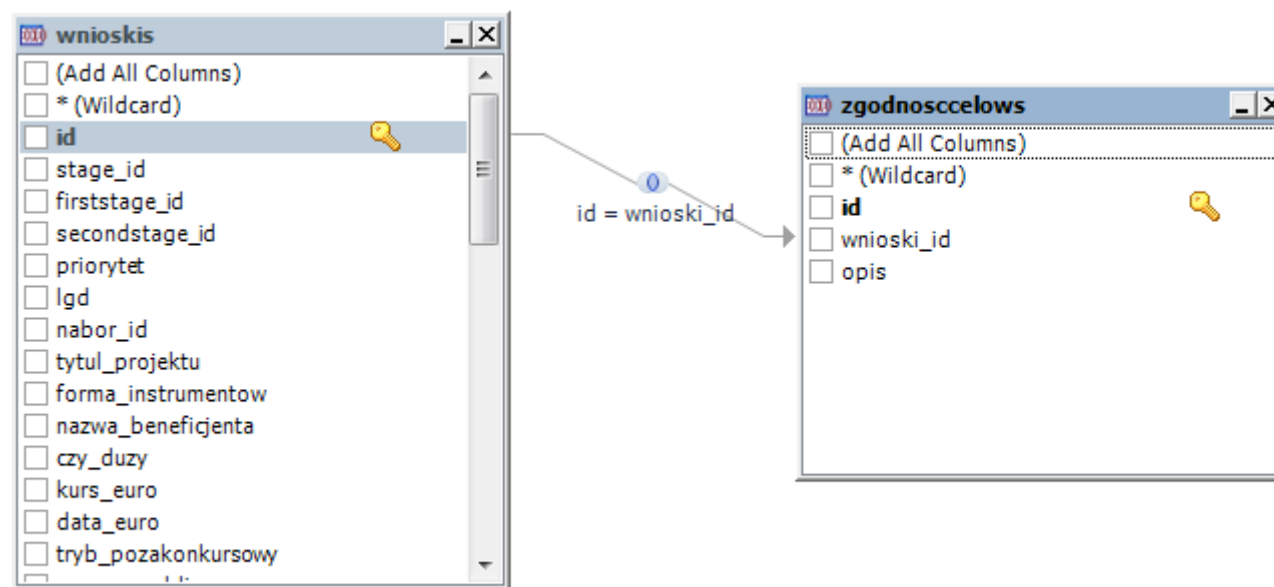 wnioskis
(Add All Columns)
* (Wildcard)
id
stage_id
firststage_id
secondstage_id
priorytet
lgd
nabor_id
tytul_projektu
forma_instrumentow
nazwa_beneficjenta
czy_duzy
kurs_euro
data_euro
tryb_pozakonkursowy
id = wnioski_id
zgodnosccelows
(Add All Columns)
* (Wildcard)
id
wnioski_id
opis